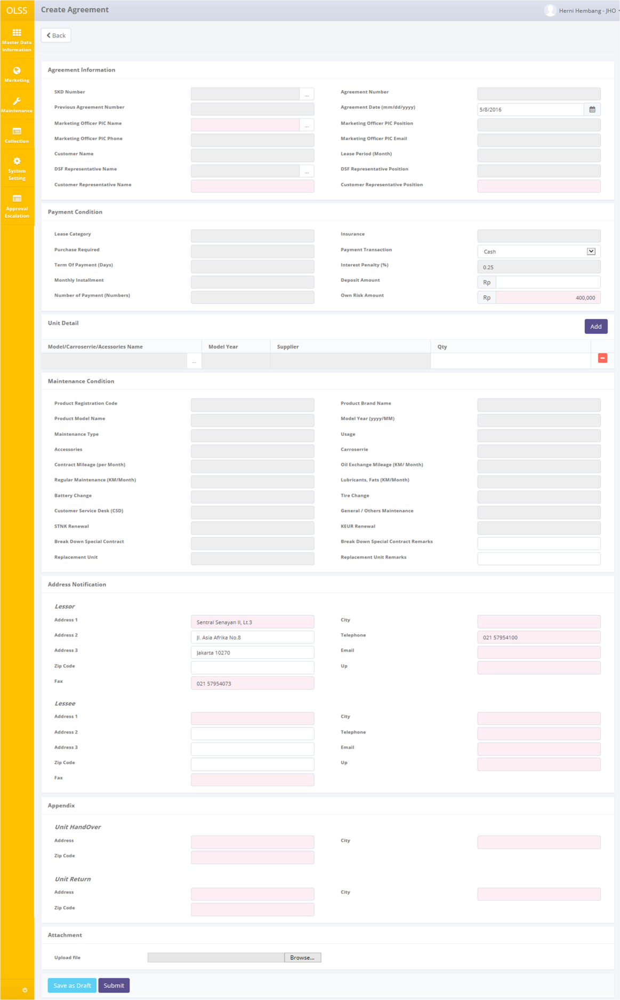 OLSS
Create Agreement
Herni Hembang - JHO
Back
Master Data
Information
Marketing
Maintenance
Collection
System
Setting
Approval
Escalation
Agreement Information
SKD Number ... Agreement Number
Previous Agreement Number Agreement Date (mm/dd/yyyy) 5/8/2016
Marketing Officer PIC Name ... Marketing Officer PIC Position
Marketing Officer PIC Phone Marketing Officer PIC Email
Customer Name Lease Period (Month)
DSF Representative Name ... DSF Representative Position
Customer Representative Name Customer Representative Position
Payment Condition
Lease Category Insurance
Purchase Required Payment Transaction Cash
Term Of Payment (Days) Interest Penalty (%) 0.25
Monthly Installment Deposit Amount Rp
Number of Payment (Numbers) Own Risk Amount Rp 400,000
Unit Detail
Add
Model/Carroserrie/Acessories Name Model Year Supplier Qty
...
Maintenance Condition
Product Registration Code Product Brand Name
Product Model Name Model Year (yyyy/MM)
Maintenance Type Usage
Accessories Carroserrie
Contract Mileage (per Month) Oil Exchange Mileage (KM/ Month)
Regular Maintenance (KM/Month) Lubricants, Fats (KM/Month)
Battery Change Tire Change
Customer Service Desk (CSD) General / Others Maintenance
STNK Renewal KEUR Renewal
Break Down Special Contract Break Down Special Contract Remarks
Replacement Unit Replacement Unit Remarks
Address Notification
Lessor
Address 1 Sentral Senayan II, Lt.3 City
Address 2 Jl. Asia Afrika No.8 Telephone 021 57954100
Address 3 Jakarta 10270 Email
Zip Code Up
Fax 021 57954073
Lessee
Address 1 City
Address 2 Telephone
Address 3 Email
Zip Code Up
Fax
Appendix
Unit HandOver
Address City
Zip Code
Unit Return
Address City
Zip Code
Attachment
Upload file Browse...
Save as Draft Submit